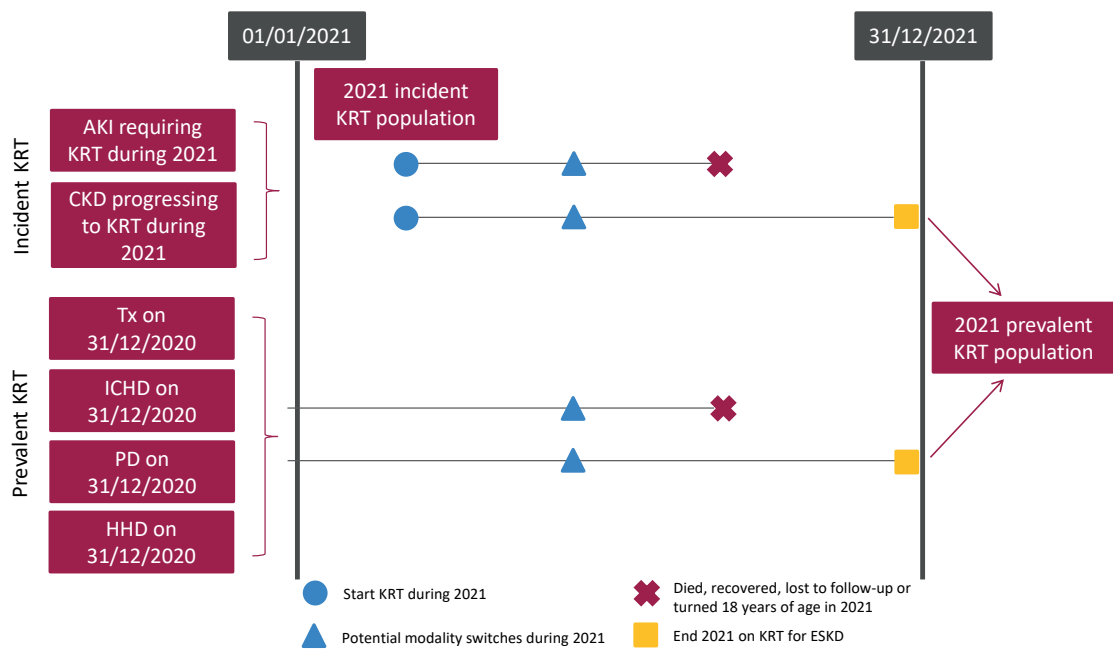 01/01/2021
31/12/2021
2021 incident
KRT population
Incident KRT
AKI requiring
KRT during 2021
CKD progressing
to KRT during
2021
Prevalent KRT
Tx on
31/12/2020
ICHD on
31/12/2020
PD on
31/12/2020
HHD on
31/12/2020
2021 prevalent
KRT population
Start KRT during 2021
Potential modality switches during 2021
Died, recovered, lost to follow-up or
turned 18 years of age in 2021
End 2021 on KRT for ESKD